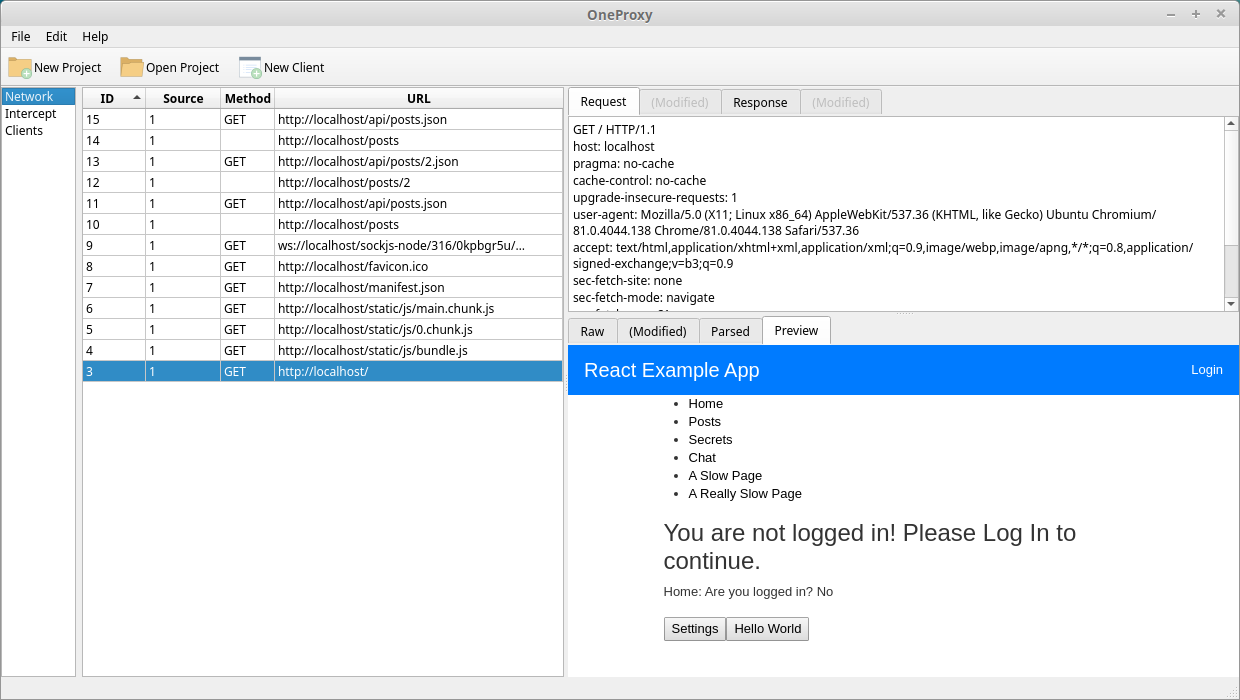 OneProxy
File Edit Help
New Project Open Project New Client
Network
Intercept
Clients
ID Source Method URL
15 1 GET http://localhost/api/posts.json
14 1 http://localhost/posts
13 1 GET http://localhost/api/posts/2.json
12 1 http://localhost/posts/2
11 1 GET http://localhost/api/posts.json
10 1 http://localhost/posts
9 1 GET ws://localhost/sockjs-node/316/0kpbgr5u/...
8 1 GET http://localhost/favicon.ico
7 1 GET http://localhost/manifest.json
6 1 GET http://localhost/static/js/main.chunk.js
5 1 GET http://localhost/static/js/0.chunk.js
4 1 GET http://localhost/static/js/bundle.js
3 1 GET http://localhost/
Request (Modified) Response (Modified)
GET / HTTP/1.1
host: localhost
pragma: no-cache
cache-control: no-cache
upgrade-insecure-requests: 1
user-agent: Mozilla/5.0 (X11; Linux x86_64) AppleWebKit/537.36 (KHTML, like Gecko) Ubuntu Chromium/
81.0.4044.138 Chrome/81.0.4044.138 Safari/537.36
accept: text/html,application/xhtml+xml,application/xml;q=0.9,image/webp,image/apng,*/*;q=0.8,application/
signed-exchange;v=b3;q=0.9
sec-fetch-site: none
sec-fetch-mode: navigate
Raw (Modified) Parsed Preview
React Example App Login
• Home
• Posts
• Secrets
• Chat
• A Slow Page
• A Really Slow Page
You are not logged in! Please Log In to
continue.
Home: Are you logged in? No
Settings Hello World